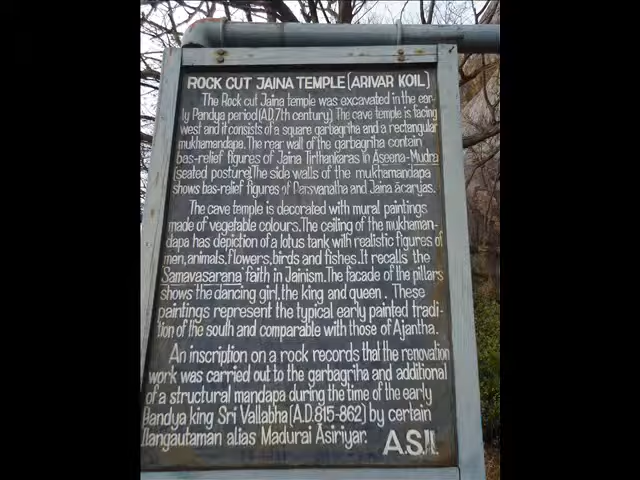 ROCK CUT JAINA TEMPLE (ARIVAR KOIL)
The Rock cut Jaina temple was excavated in the ear-
ly Pandya period(A.D.7th century). The cave temple is facing
west and it consists of a square garbagriha and a rectangular
mukhamandapa. The rear wall of the garbagriha contain
bas-relief figures of Jaina Tirthankaras in Aseena-Mudra
(seated posture).The side walls of the mukhamandapa
shows bas-relief figures of Parsvanatha and Jaina acaryas.
The cave temple is decorated with mural paintings
made of vegetable colours.The ceiling of the mukhaman-
dapa has depiction of a lotus tank with realistic figures of
men, animals, flowers, birds and fishes. It recalls the
Samavasarana faith in Jainism. The facade of the pillars
shows the dancing girl, the king and queen. These
paintings represent the typical early painted tradi-
tion of the south and comparable with those of Ajantha.
An inscription on a rock records that the renovation
work was carried out to the garbagriha and additional
of a structural mandapa during the time of the early
Pandya king Sri Vallabha(A.D.815-862) by certain
Ilangautaman alias Madurai Asiriyar.
A.S.I.